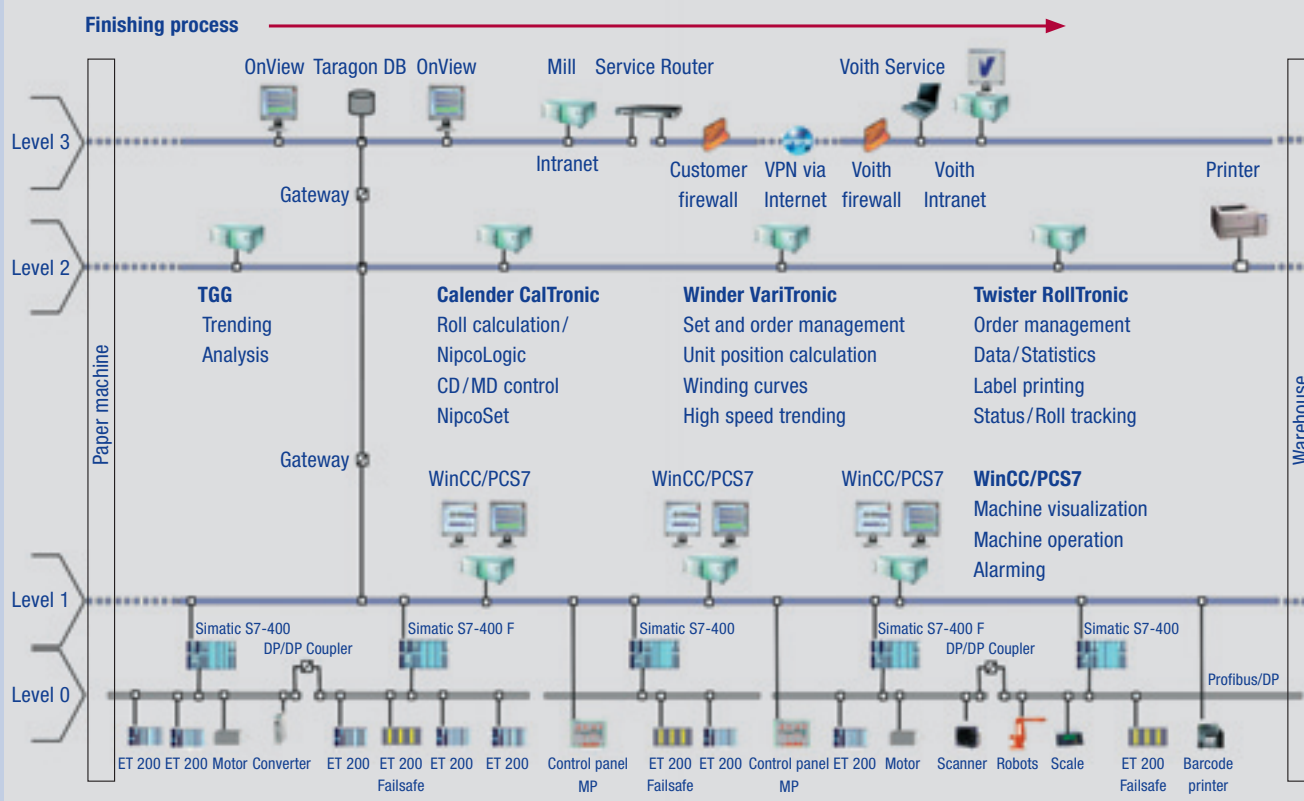 Finishing process
OnView Taragon DB OnView Mill Service Router Voith Service
Level 3
Intranet
Customer firewall
VPN via Internet
Voith firewall
Voith Intranet
Printer
Gateway
Level 2
TGG
Trending
Analysis
Calender CalTronic
Roll calculation/
NipcoLogic
CD/MD control
NipcoSet
Winder VariTronic
Set and order management
Unit position calculation
Winding curves
High speed trending
Twister RollTronic
Order management
Data/Statistics
Label printing
Status/Roll tracking
Paper machine
Warehouse
Gateway
WinCC/PCS7 WinCC/PCS7 WinCC/PCS7
WinCC/PCS7
Machine visualization
Machine operation
Alarming
Level 1
Simatic S7-400
DP/DP Coupler
Simatic S7-400 F
Simatic S7-400
Simatic S7-400 F
DP/DP Coupler
Simatic S7-400
Level 0
Profibus/DP
ET 200 ET 200 Motor Converter ET 200 ET 200 Failsafe ET 200 ET 200 Control panel MP ET 200 Failsafe ET 200 Control panel MP ET 200 Motor Scanner Robots Scale ET 200 Failsafe Barcode printer